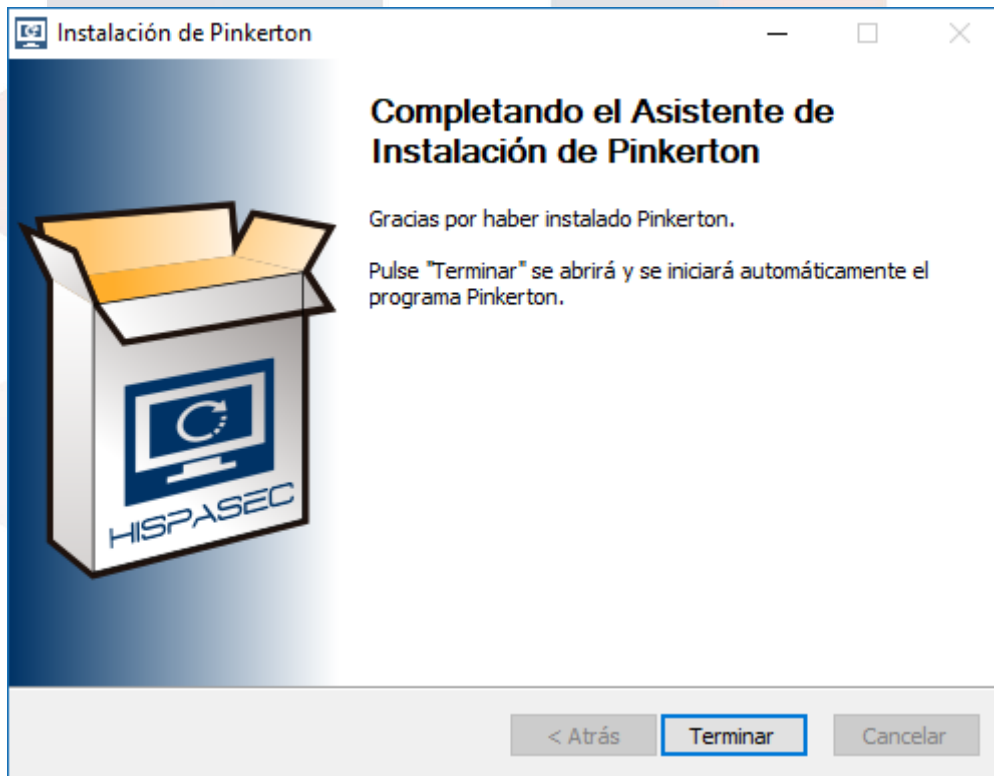 Instalación de Pinkerton
Completando el Asistente de
Instalación de Pinkerton
Gracias por haber instalado Pinkerton.
Pulse "Terminar" se abrirá y se iniciará automáticamente el
programa Pinkerton.
HISPASEC
< Atrás
Terminar
Cancelar